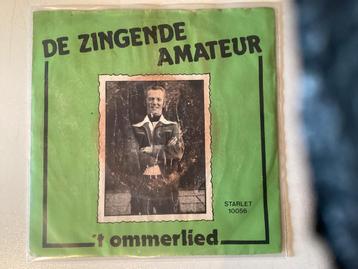 DE ZINGENDE
AMATEUR
STARLET
10056
't ommerlied